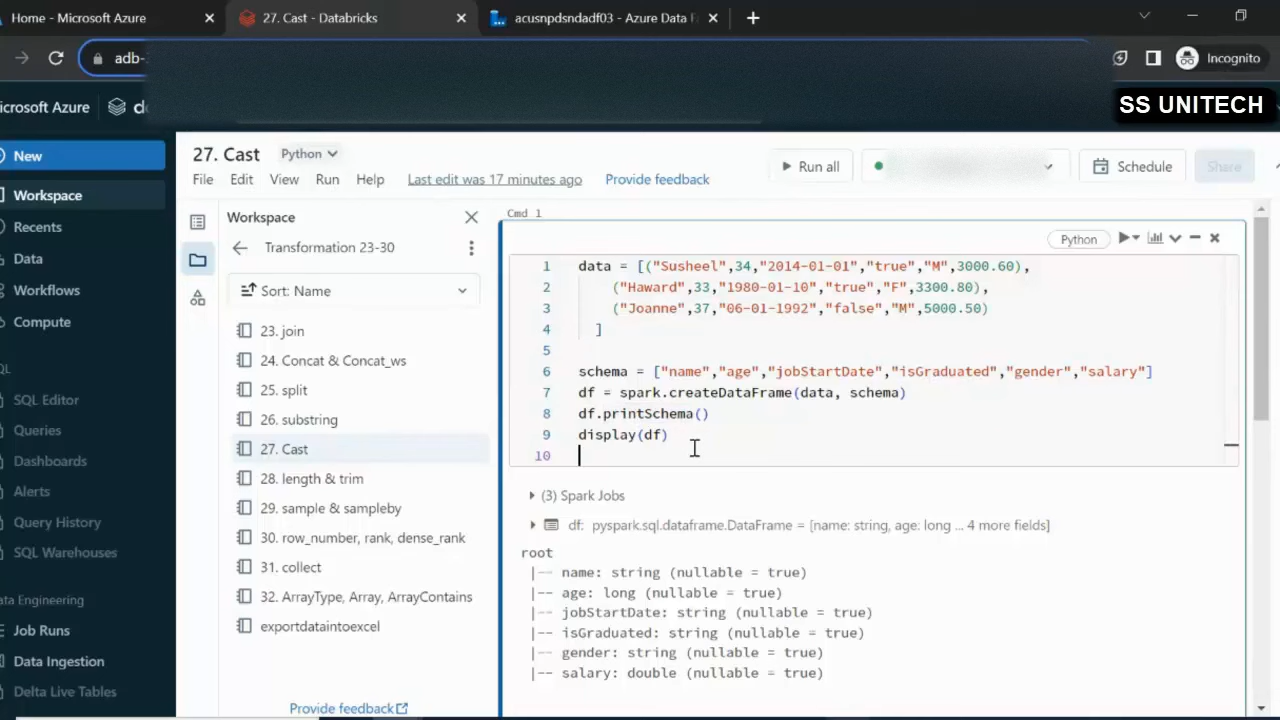 Home - Microsoft Azure
27. Cast - Databricks
acusnpdsndadf03 - Azure Data F
adb-
Incognito
SS UNITECH
icrosoft Azure
New
Workspace
Recents
Data
Workflows
Compute
QL
SQL Editor
Queries
Dashboards
Alerts
Query History
SQL Warehouses
ata Engineering
Job Runs
Data Ingestion
Delta Live Tables
27. Cast Python
Run all
Schedule
Share
File Edit View Run Help Last edit was 17 minutes ago Provide feedback
Workspace
Transformation 23-30
Sort: Name
23. join
24. Concat & Concat_ws
25. split
26. substring
27. Cast
28. length & trim
29. sample & sampleby
30. row_number, rank, dense_rank
31. collect
32. ArrayType, Array, ArrayContains
exportdataintoexcel
Provide feedback
Cmd 1
Python
1 data = [("Susheel",34,"2014-01-01","true","M",3000.60),
2 ("Haward",33,"1980-01-10","true","F",3300.80),
3 ("Joanne",37,"06-01-1992","false","M",5000.50)
4 ]
5
6 schema = ["name","age","jobStartDate","isGraduated","gender","salary"]
7 df = spark.createDataFrame(data, schema)
8 df.printSchema()
9 display(df)
10
(3) Spark Jobs
df: pyspark.sql.dataframe.DataFrame = [name: string, age: long ... 4 more fields]
root
|-- name: string (nullable = true)
|-- age: long (nullable = true)
|-- jobStartDate: string (nullable = true)
|-- isGraduated: string (nullable = true)
|-- gender: string (nullable = true)
|-- salary: double (nullable = true)